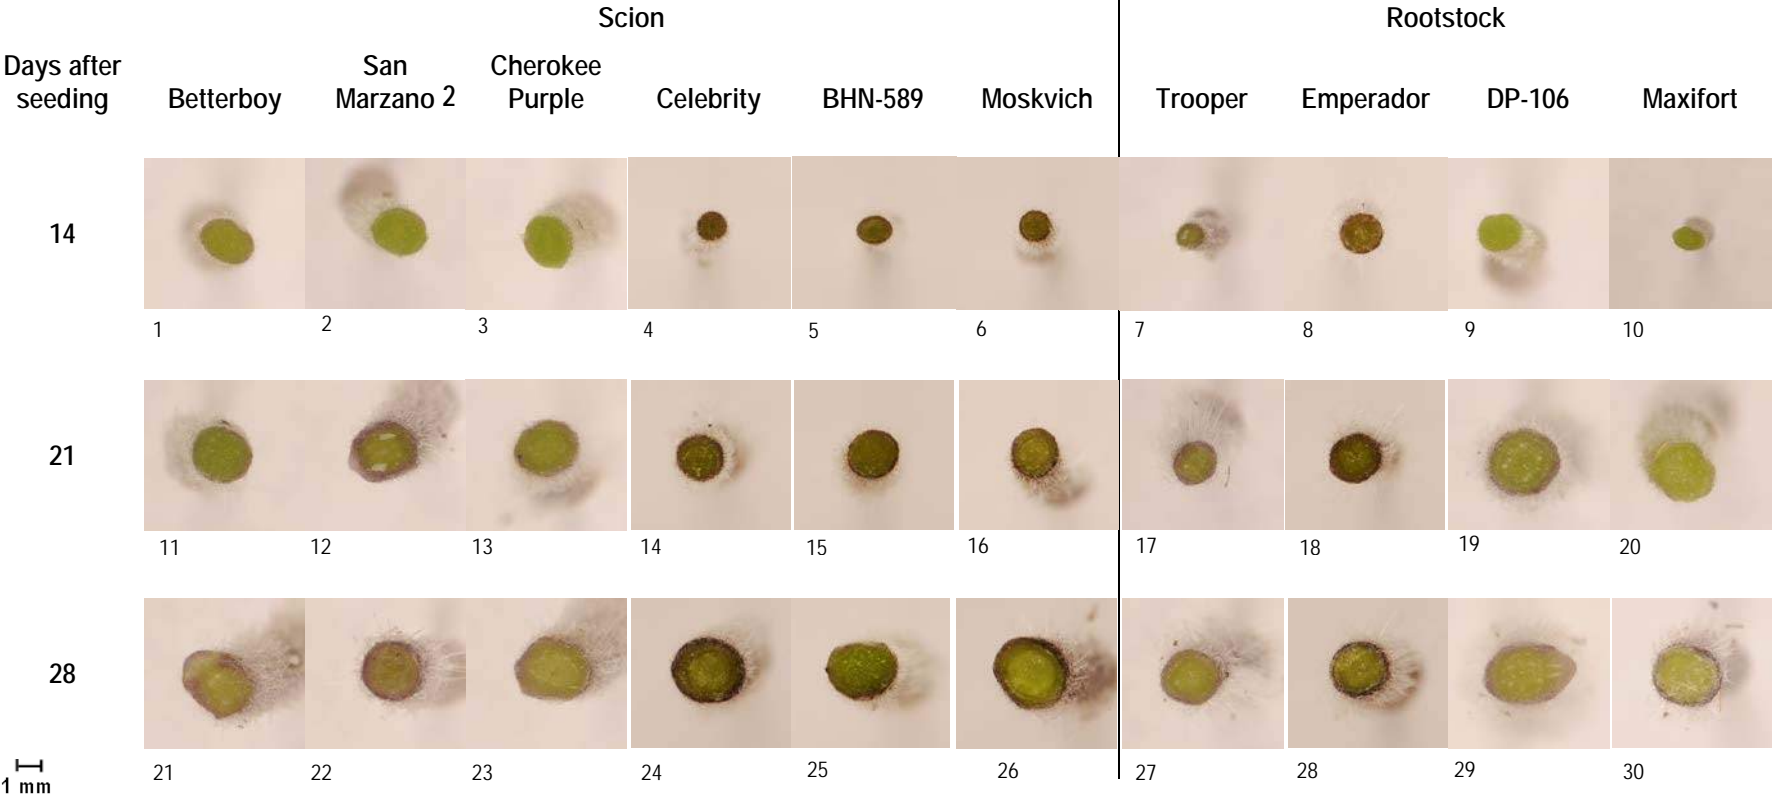 Scion Rootstock
Days after seeding
Betterboy
San Marzano 2
Cherokee Purple
Celebrity
BHN-589
Moskvich
Trooper
Emperador
DP-106
Maxifort
14
1 2 3 4 5 6 7 8 9 10
21
11 12 13 14 15 16 17 18 19 20
28
21 22 23 24 25 26 27 28 29 30
1 mm